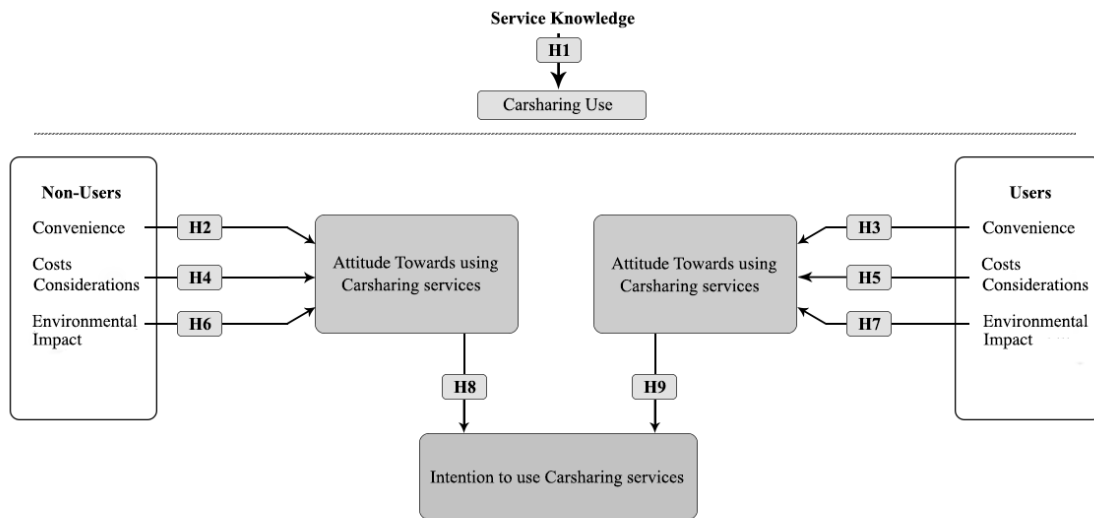 Service Knowledge
H1
Carsharing Use
Non-Users
Convenience
H2
Costs
Considerations
H4
Environmental
Impact
H6
Attitude Towards using
Carsharing services
Attitude Towards using
Carsharing services
Users
H3
Convenience
H5
Costs
Considerations
H7
Environmental
Impact
H8
H9
Intention to use Carsharing services